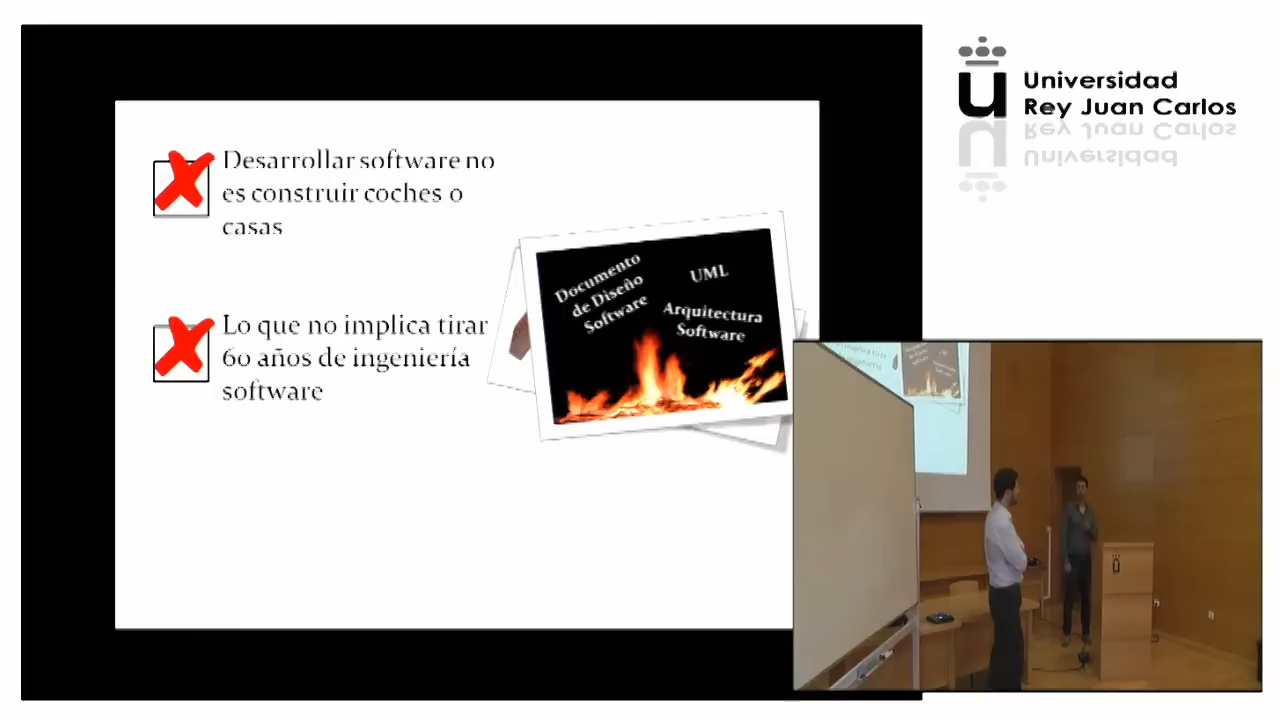 Desarrollar software no
es construir coches o
casas
Lo que no implica tirar
60 años de ingeniería
software
Documento
de Diseño
Software
UML
Arquitectura
Software
Universidad
Rey Juan Carlos